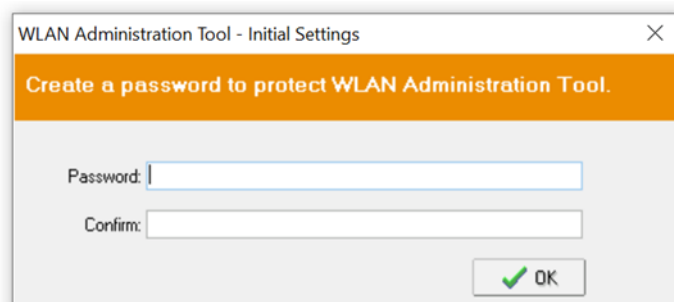 WLAN Administration Tool - Initial Settings
Create a password to protect WLAN Administration Tool.
Password:
Confirm:
OK